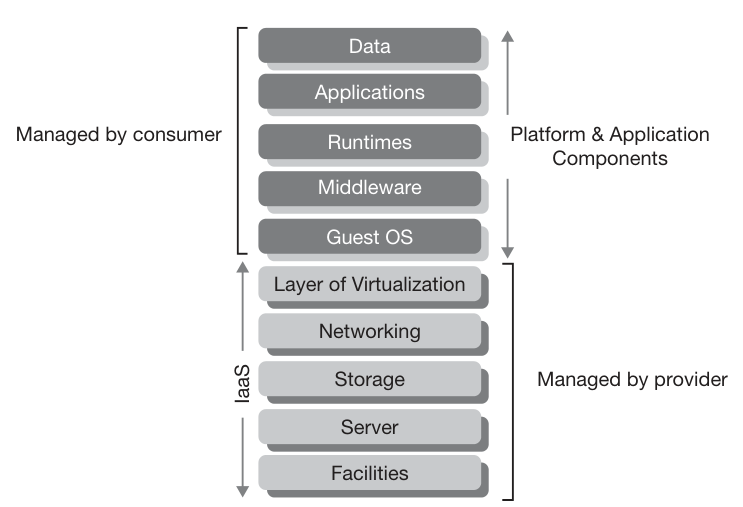 Data
Applications
Managed by consumer
Runtimes
Platform & Application
Components
Middleware
Guest OS
Layer of Virtualization
Networking
IaaS
Storage
Managed by provider
Server
Facilities